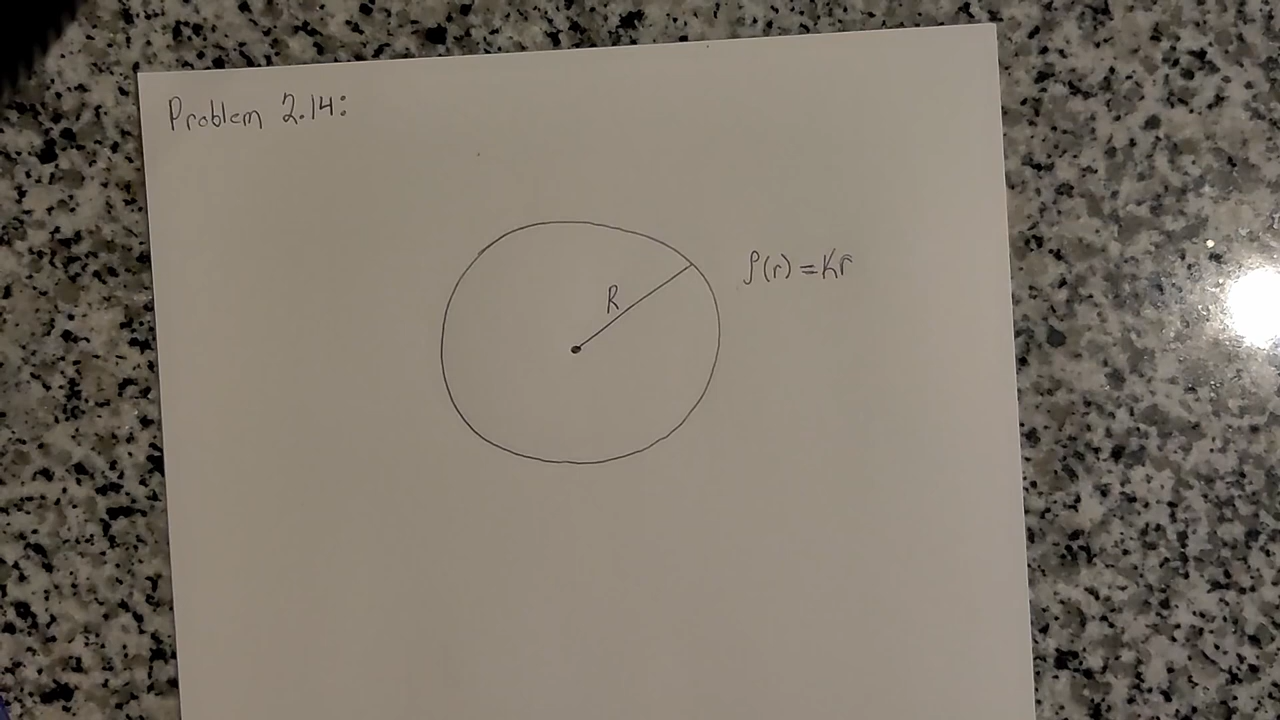 Problem 2.14:
ρ(r) = kr
R